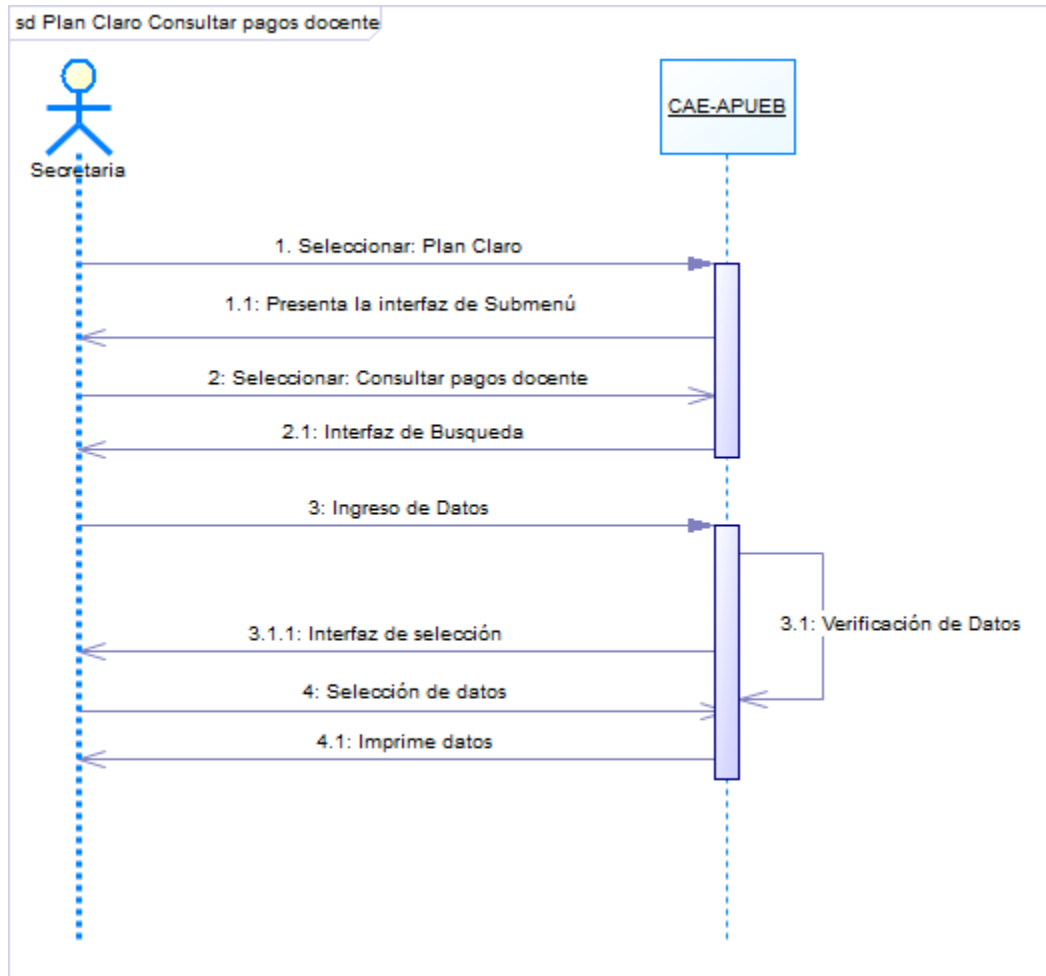 sd Plan Claro Consultar pagos docente
CAE-APUEB
Secretaria
1. Seleccionar: Plan Claro
1.1: Presenta la interfaz de Submenú
2: Seleccionar: Consultar pagos docente
2.1: Interfaz de Busqueda
3: Ingreso de Datos
3.1: Verificación de Datos
3.1.1: Interfaz de selección
4: Selección de datos
4.1: Imprime datos